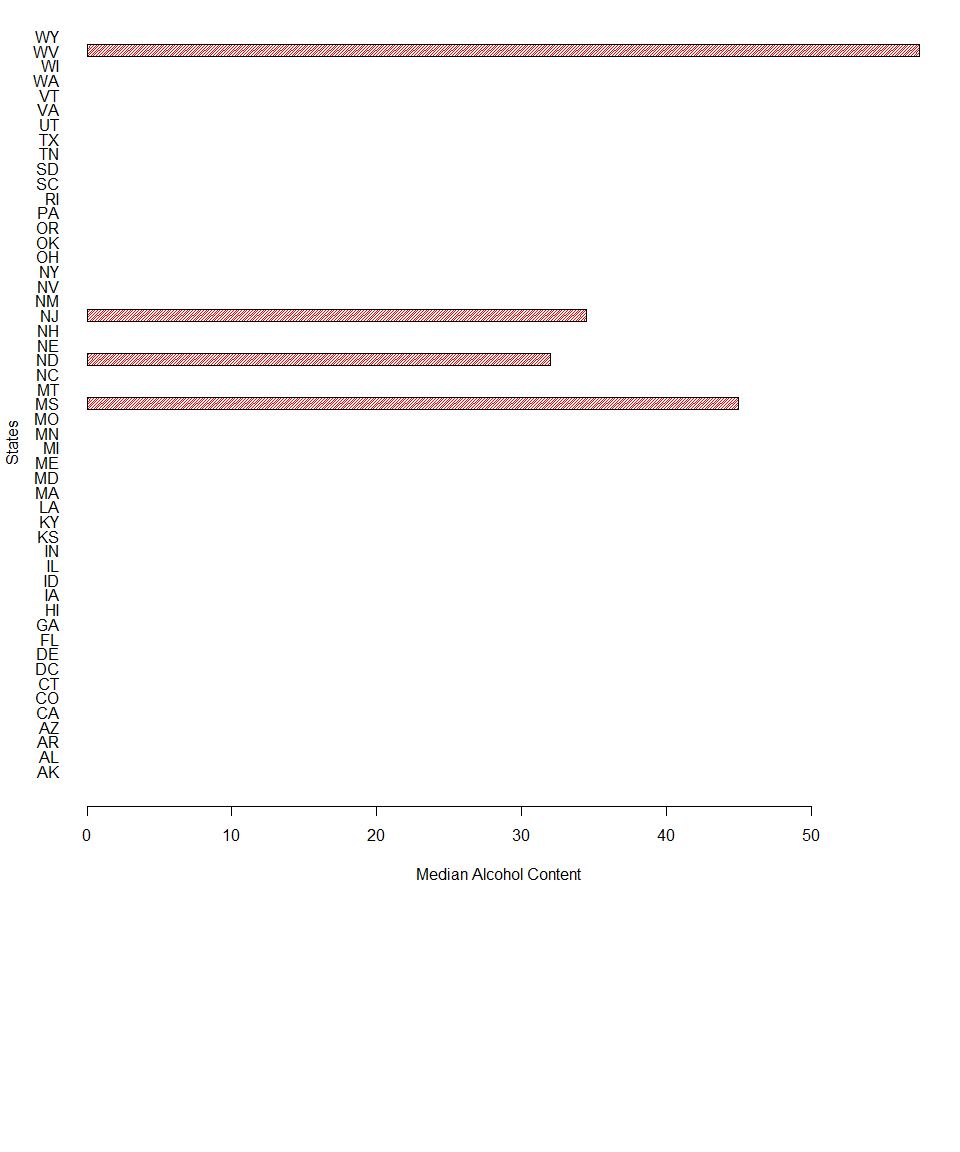 WY
WV
WI
WA
VT
VA
UT
TX
TN
SD
SC
RI
PA
OR
OK
OH
NY
NV
NM
NJ
NH
NE
ND
NC
MT
MS
MO
MN
MI
ME
MD
MA
LA
KY
KS
IN
IL
ID
IA
HI
GA
FL
DE
DC
CT
CO
CA
AZ
AR
AL
AK
States
0 10 20 30 40 50
Median Alcohol Content